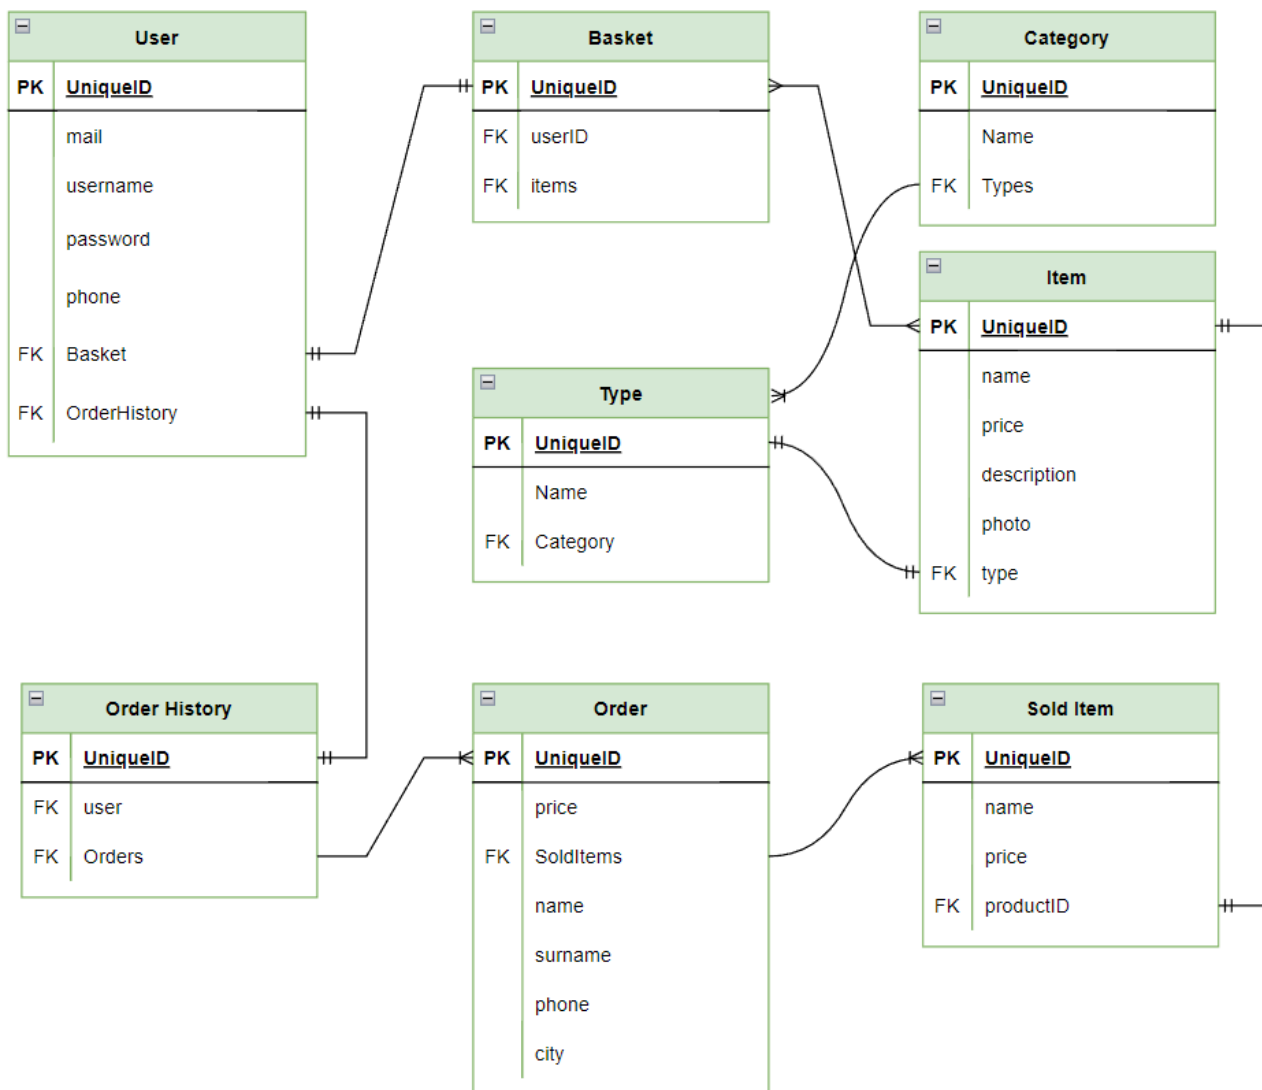 User
PK UniqueID
mail
username
password
phone
FK Basket
FK OrderHistory
Basket
PK UniqueID
FK userID
FK items
Category
PK UniqueID
Name
FK Types
Item
PK UniqueID
name
price
description
photo
FK type
Type
PK UniqueID
Name
FK Category
Order History
PK UniqueID
FK user
FK Orders
Order
PK UniqueID
price
FK SoldItems
name
surname
phone
city
Sold Item
PK UniqueID
name
price
FK productID